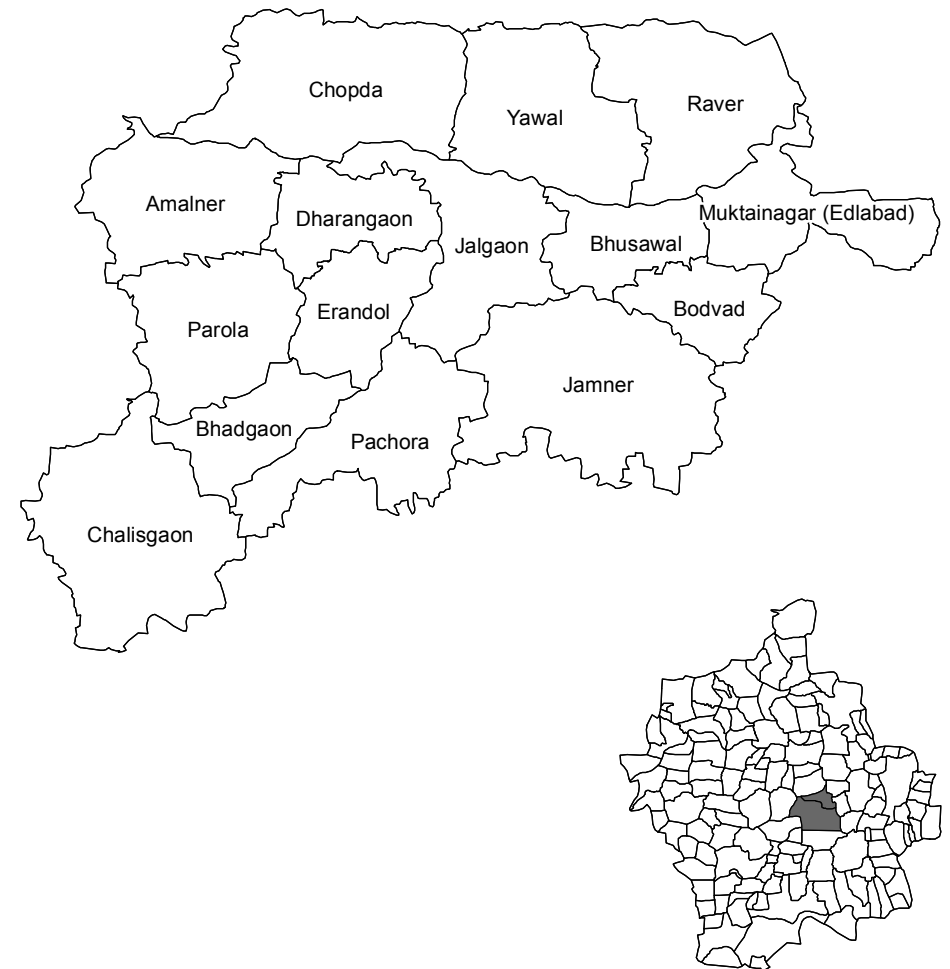 Chopda
Yawal
Raver
Amalner
Dharangaon
Jalgaon
Bhusawal
Muktainagar (Edlabad)
Parola
Erandol
Bodvad
Jamner
Bhadgaon
Pachora
Chalisgaon